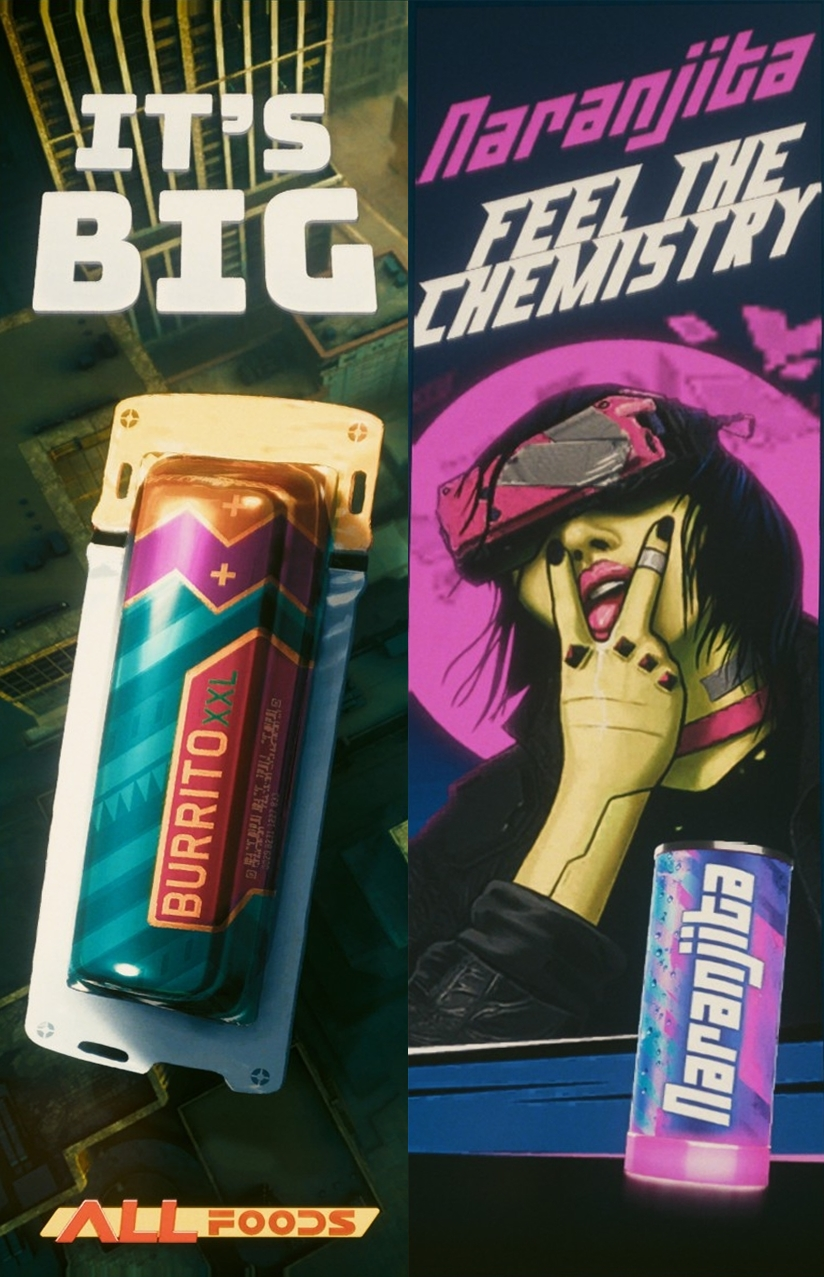 IT'S
BIG
BURRITO XXL
ALL FOODS
Naranjita
FEEL THE
CHEMISTRY
Naranjita